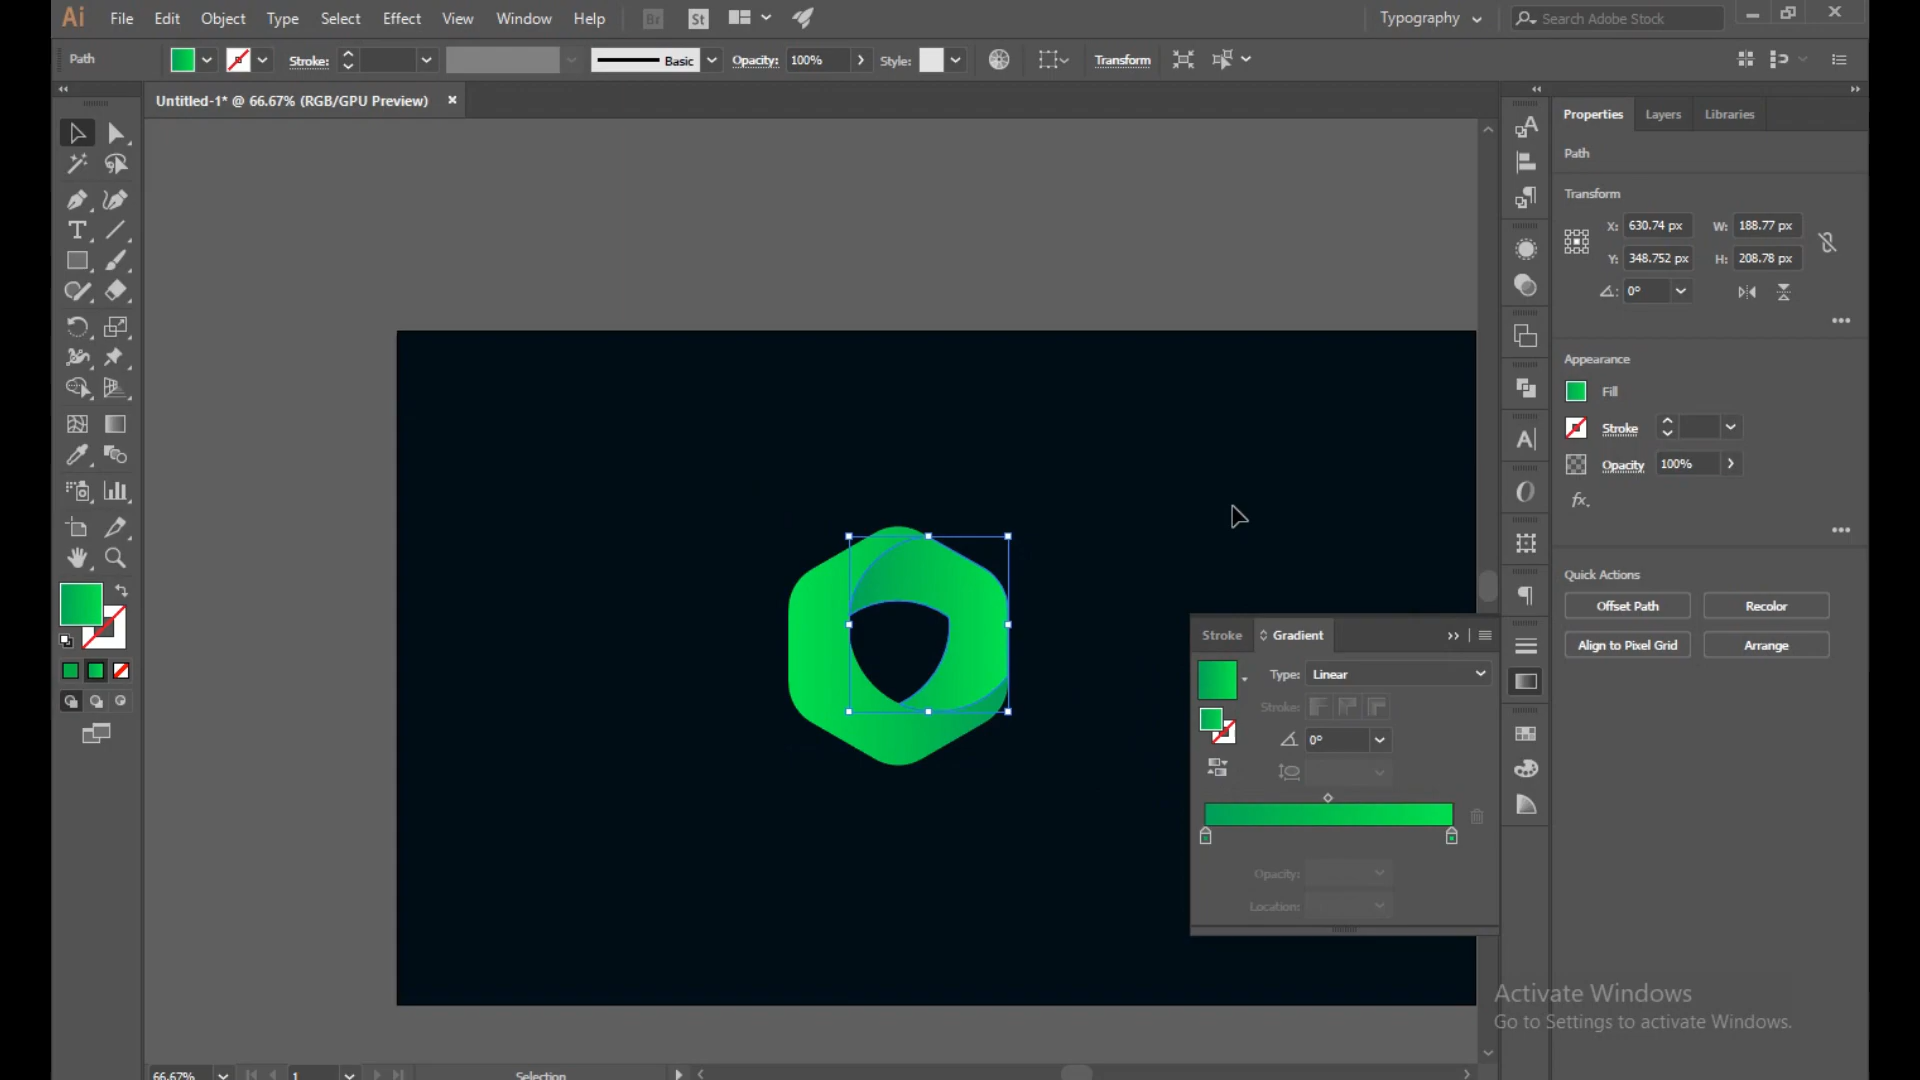 Ai File Edit Object Type Select Effect View Window Help Br St Typography Search Adobe Stock
Path Stroke: Basic Opacity: 100% Style: Transform
Untitled-1* @ 66.67% (RGB/GPU Preview)
Properties Layers Libraries
Path
Transform
X: 630.74 px W: 188.77 px
Y: 348.752 px H: 208.78 px
0°
Appearance
Fill
Stroke
Opacity 100%
fx.
Quick Actions
Offset Path Recolor
Align to Pixel Grid Arrange
Stroke Gradient
Type: Linear
Stroke:
0°
Opacity:
Location:
Activate Windows
Go to Settings to activate Windows.
66.67% 1 Selection